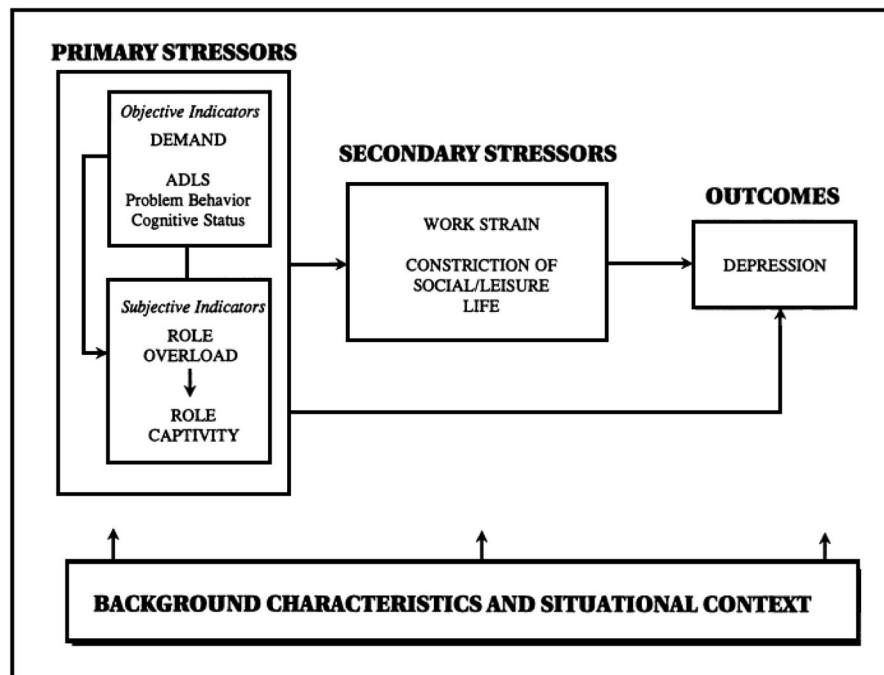 PRIMARY STRESSORS
Objective Indicators
DEMAND
ADLS
Problem Behavior
Cognitive Status
Subjective Indicators
ROLE
OVERLOAD
ROLE
CAPTIVITY
SECONDARY STRESSORS
WORK STRAIN
CONSTRICTION OF
SOCIAL/LEISURE
LIFE
OUTCOMES
DEPRESSION
BACKGROUND CHARACTERISTICS AND SITUATIONAL CONTEXT